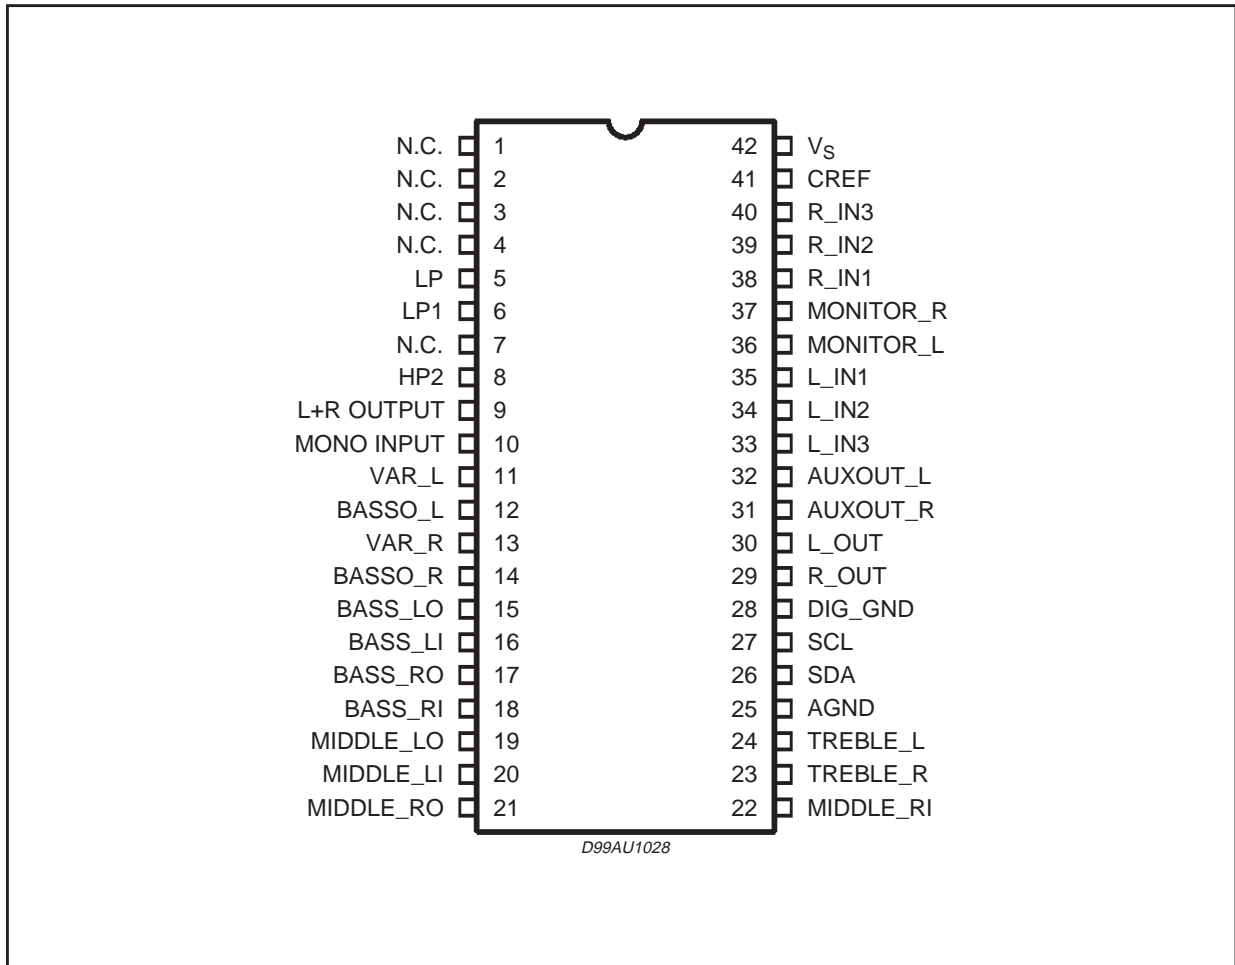 N.C. 1 42 VS
N.C. 2 41 CREF
N.C. 3 40 R_IN3
N.C. 4 39 R_IN2
LP 5 38 R_IN1
LP1 6 37 MONITOR_R
N.C. 7 36 MONITOR_L
HP2 8 35 L_IN1
L+R OUTPUT 9 34 L_IN2
MONO INPUT 10 33 L_IN3
VAR_L 11 32 AUXOUT_L
BASSO_L 12 31 AUXOUT_R
VAR_R 13 30 L_OUT
BASSO_R 14 29 R_OUT
BASS_LO 15 28 DIG_GND
BASS_LI 16 27 SCL
BASS_RO 17 26 SDA
BASS_RI 18 25 AGND
MIDDLE_LO 19 24 TREBLE_L
MIDDLE_LI 20 23 TREBLE_R
MIDDLE_RO 21 22 MIDDLE_RI
D99AU1028